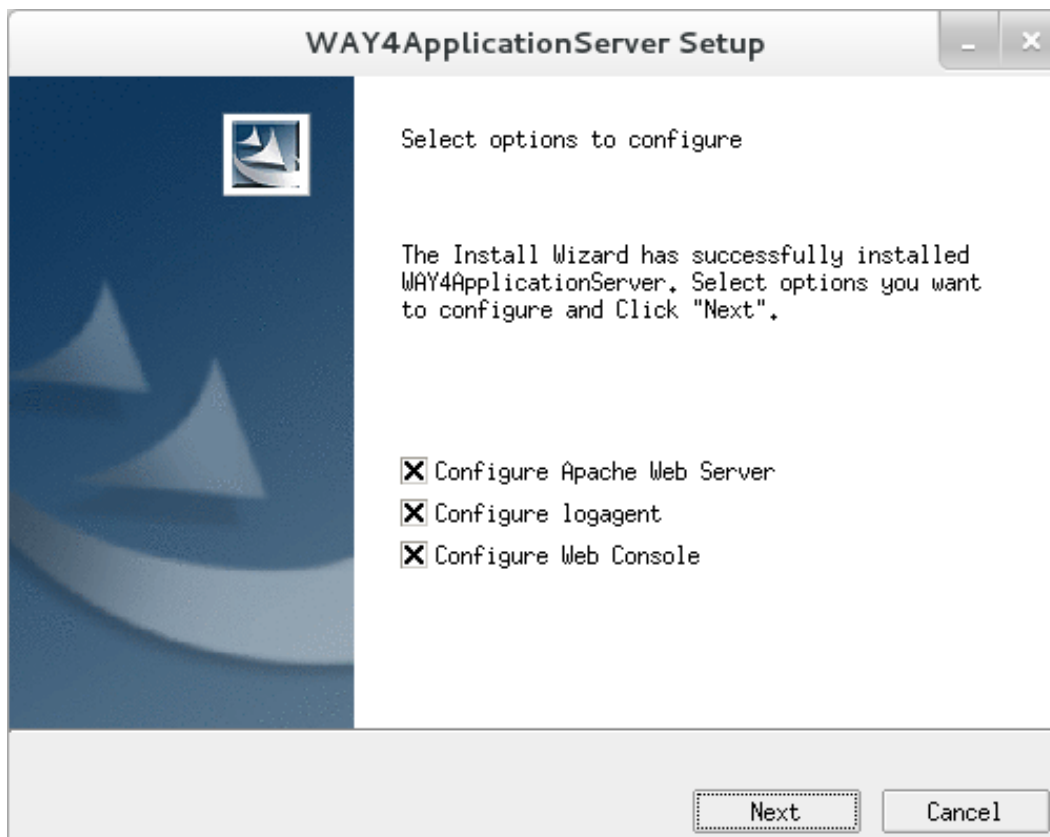 WAY4ApplicationServer Setup
Select options to configure
The Install Wizard has successfully installed
WAY4ApplicationServer. Select options you want
to configure and Click "Next".
Configure Apache Web Server
Configure logagent
Configure Web Console
Next
Cancel